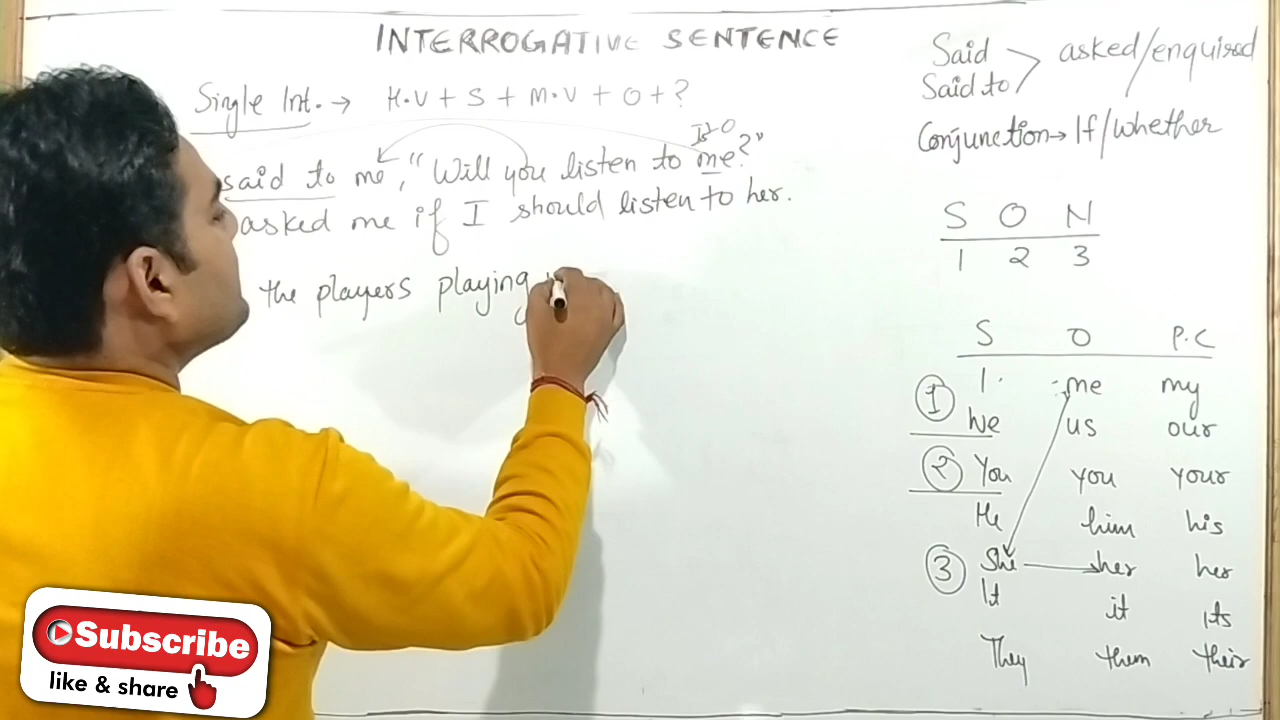 INTERROGATIVE SENTENCE
Single Int. → H.V + S + M.V + O + ?
Ist O
said to me, "Will you listen to me?"
asked me if I should listen to her.
the players playing
Said
Said to
asked/enquired
Conjunction → If/whether
S O N
1 2 3
S O P.C
1 I me my
We us our
2 You you your
He him his
3 She her her
It it its
They them their
Subscribe
like & share